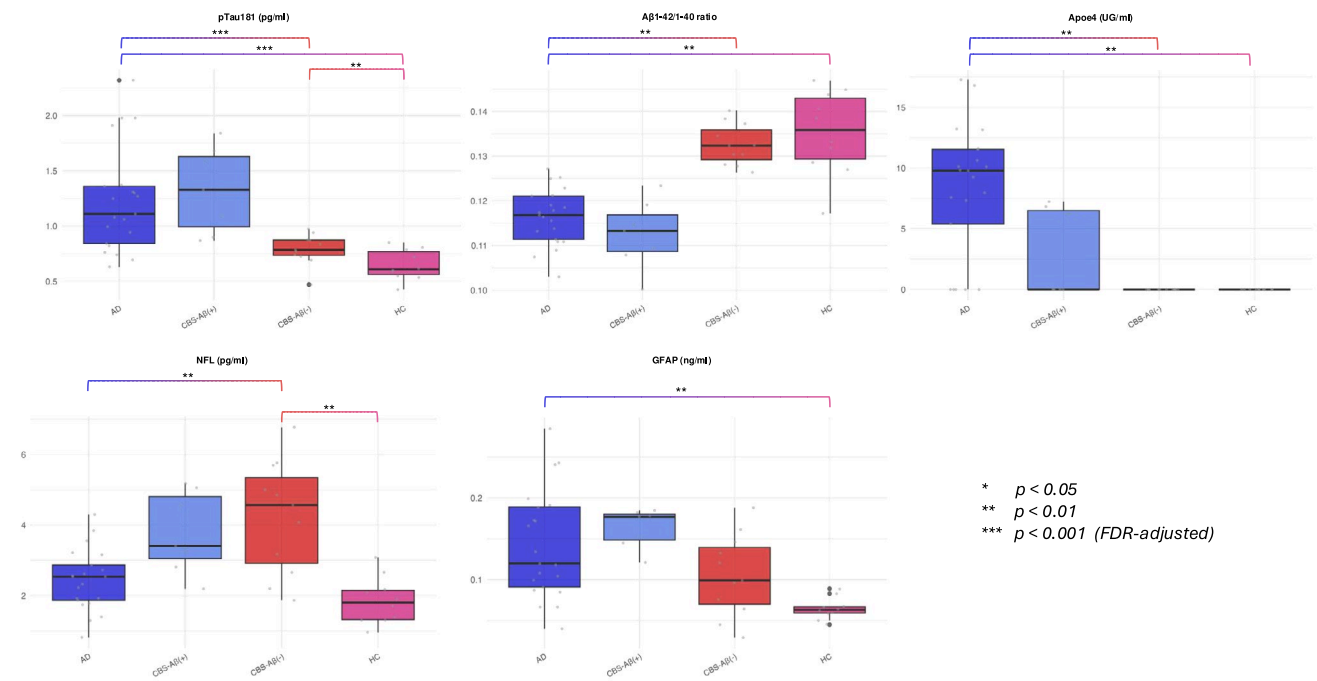 pTau181 (pg/ml)
***
***
**
2.0
1.5
1.0
0.5
AD
CBS-Aβ(+)
CBS-Aβ(-)
HC
Aβ1-42/1-40 ratio
**
**
0.14
0.13
0.12
0.11
0.10
AD
CBS-Aβ(+)
CBS-Aβ(-)
HC
Apoe4 (UG/ml)
**
**
15
10
5
0
AD
CBS-Aβ(+)
CBS-Aβ(-)
HC
NFL (pg/ml)
**
**
6
4
2
AD
CBS-Aβ(+)
CBS-Aβ(-)
HC
GFAP (ng/ml)
**
0.2
0.1
AD
CBS-Aβ(+)
CBS-Aβ(-)
HC
* p < 0.05
** p < 0.01
*** p < 0.001 (FDR-adjusted)